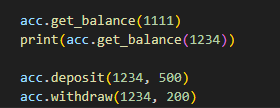 acc.get_balance(1111)
print(acc.get_balance(1234))
acc.deposit(1234, 500)
acc.withdraw(1234, 200)